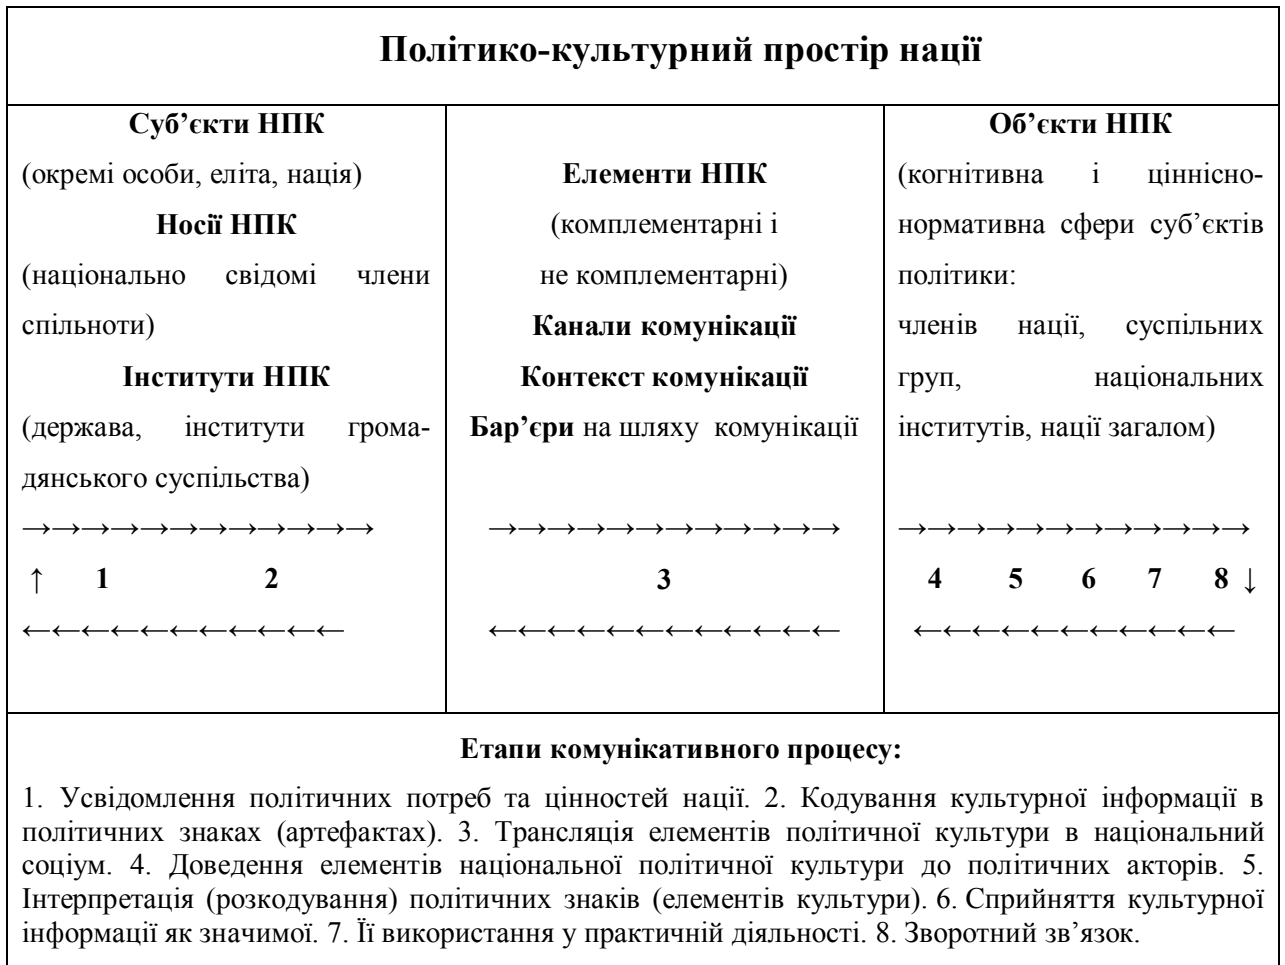 Політико-культурний простір нації
Суб’єкти НПК
(окремі особи, еліта, нація)
Носії НПК
(національно свідомі члени
спільноти)
Інститути НПК
(держава, інститути грома-
дянського суспільства)
→→→→→→→→→→→→
↑ 1 2
←←←←←←←←←←←
Елементи НПК
(комплементарні і
не комплементарні)
Канали комунікації
Контекст комунікації
Бар’єри на шляху комунікації
→→→→→→→→→→→→
3
←←←←←←←←←←←←
Об’єкти НПК
(когнітивна і ціннісно-
нормативна сфери суб’єктів
політики:
членів нації, суспільних
груп, національних
інститутів, нації загалом)
→→→→→→→→→→→→
4 5 6 7 8 ↓
←←←←←←←←←←←
Етапи комунікативного процесу:
1. Усвідомлення політичних потреб та цінностей нації. 2. Кодування культурної інформації в
політичних знаках (артефактах). 3. Трансляція елементів політичної культури в національний
соціум. 4. Доведення елементів національної політичної культури до політичних акторів. 5.
Інтерпретація (розкодування) політичних знаків (елементів культури). 6. Сприйняття культурної
інформації як значимої. 7. Її використання у практичній діяльності. 8. Зворотний зв’язок.